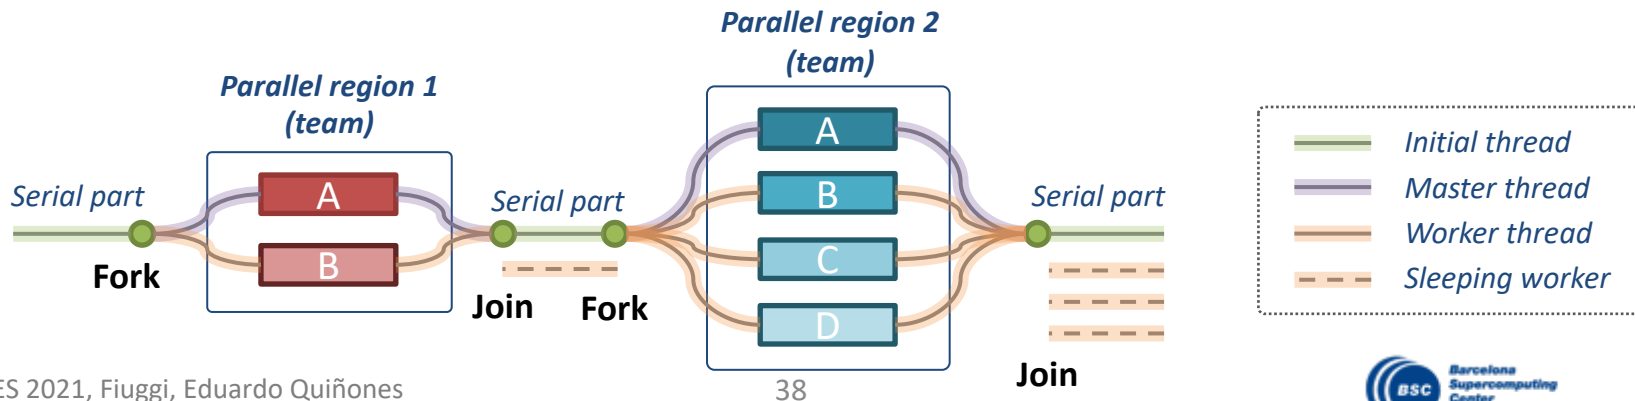 Parallel region 2
(team)
Parallel region 1
(team)
Serial part
A
B
Fork
Serial part
Join
Fork
A
B
C
D
Serial part
Join
Initial thread
Master thread
Worker thread
Sleeping worker
ES 2021, Fiuggi, Eduardo Quiñones
38
BSC
Barcelona
Supercomputing
Center